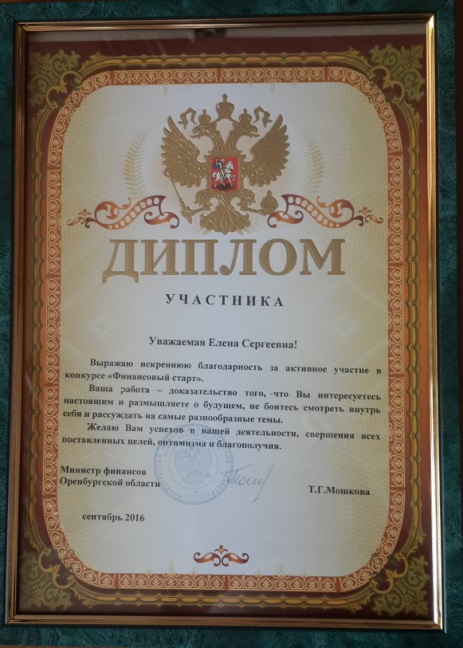 ДИПЛОМ
УЧАСТНИКА
Уважаемая Елена Сергеевна!
Выражаю искреннюю благодарность за активное участие в
конкурсе «Финансовый старт».
Ваша работа – доказательство того, что Вы интересуетесь
настоящим и размышляете о будущем, не боитесь смотреть внутрь
себя и рассуждать на самые разнообразные темы.
Желаю Вам успехов в вашей деятельности, свершения всех
поставленных целей, оптимизма и благополучия.
Министр финансов
Оренбургской области
Т.Г.Мошкова
сентябрь 2016